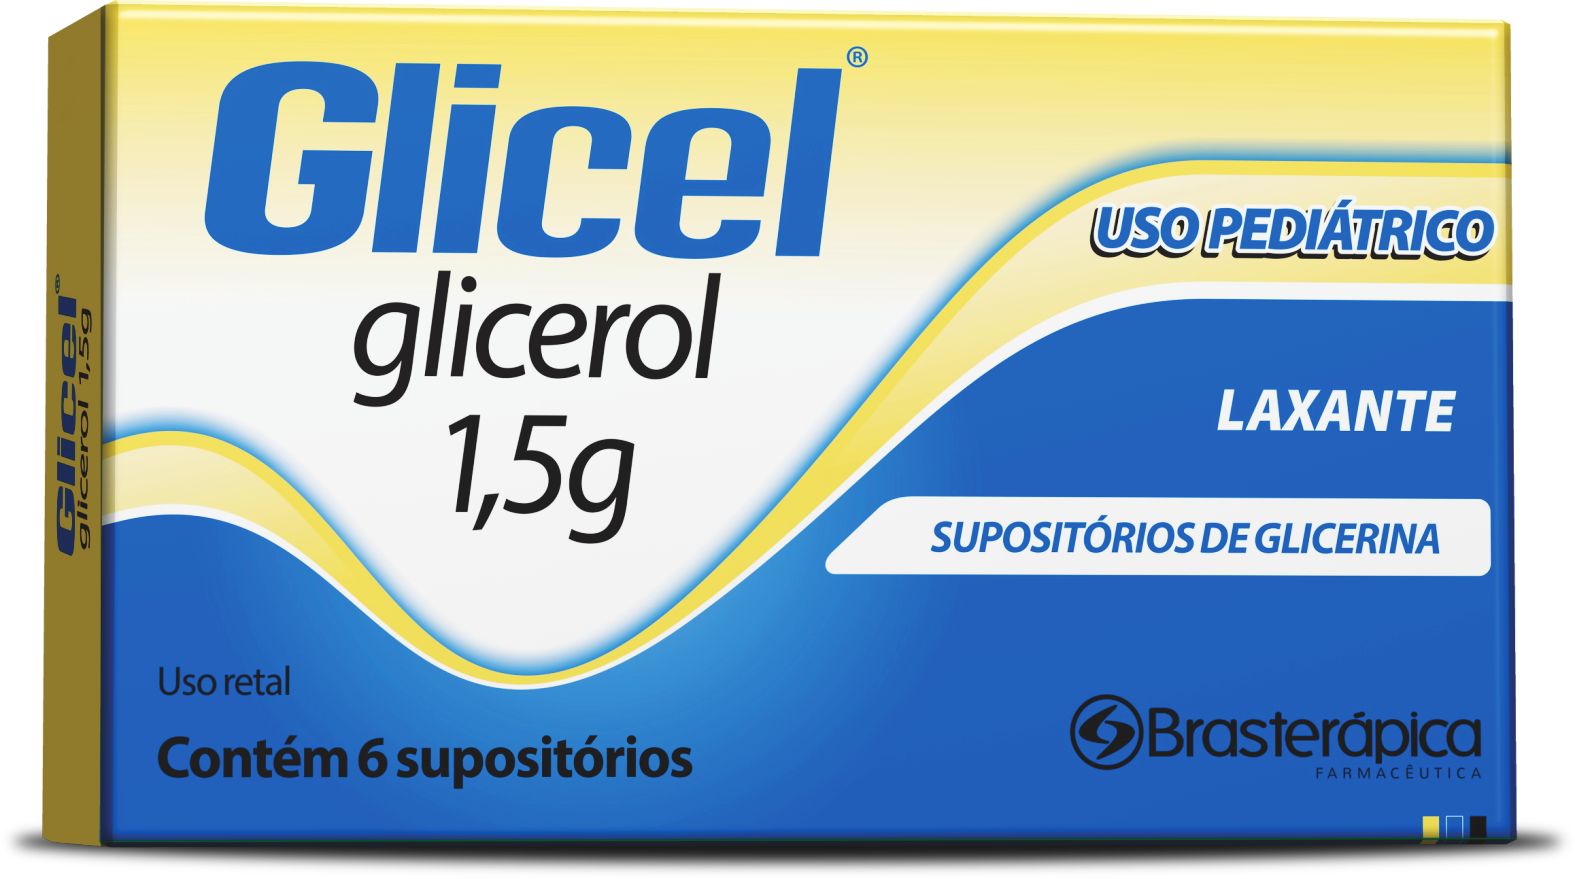 Glicel®
glicerol
1,5g
USO PEDIÁTRICO
LAXANTE
SUPOSITÓRIOS DE GLICERINA
Uso retal
Contém 6 supositórios
Brasterápica
FARMACÊUTICA
Glicel®
glicerol 1,5g